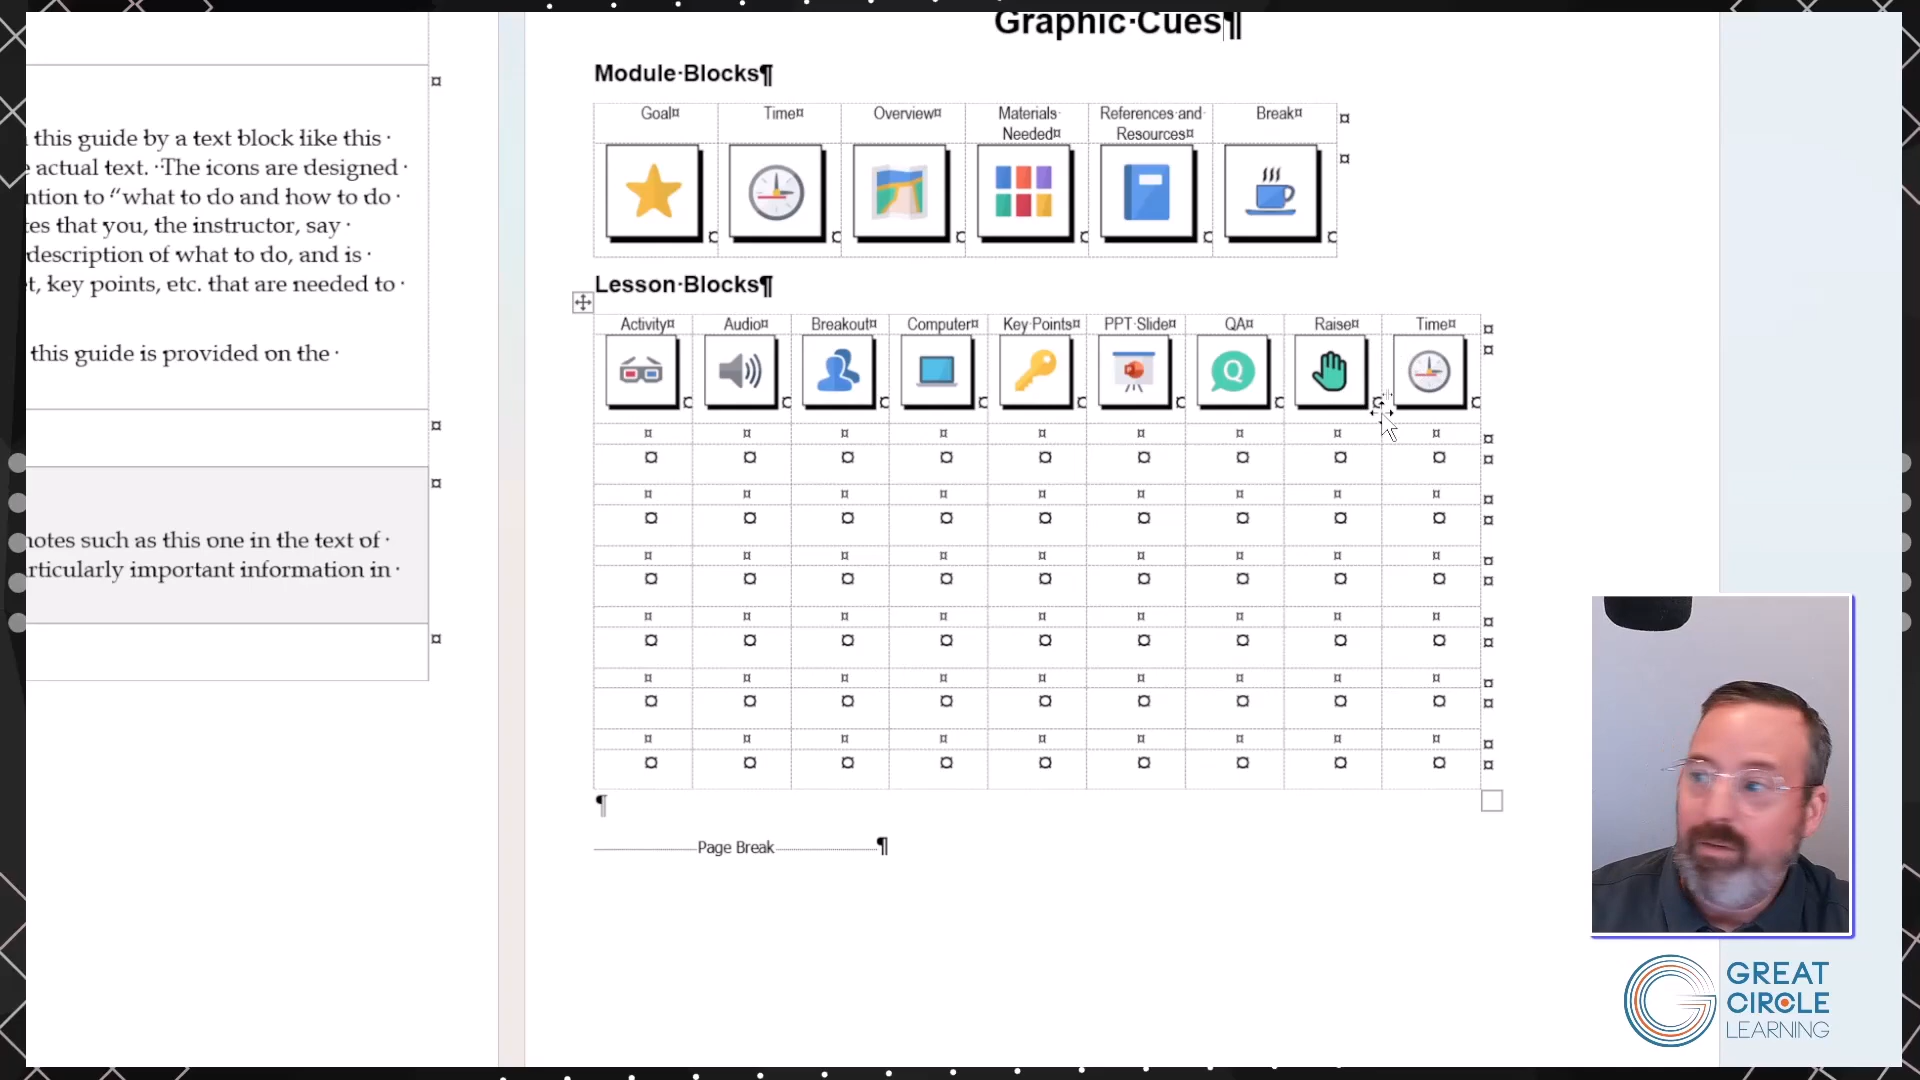 this guide by a text block like this
actual text. The icons are designed
ntion to “what to do and how to do
es that you, the instructor, say
description of what to do, and is
t, key points, etc. that are needed to
this guide is provided on the
notes such as this one in the text of
rticularly important information in
Graphic·Cues¶
Module·Blocks¶
Goal¤ Time¤ Overview¤ Materials· References·and· Break¤
Needed¤ Resources¤
Lesson·Blocks¶
Activity¤ Audio¤ Breakout¤ Computer¤ Key·Points¤ PPT·Slide¤ QA¤ Raise¤ Time¤
Q
Page Break ¶
GREAT
CIRCLE
LEARNING